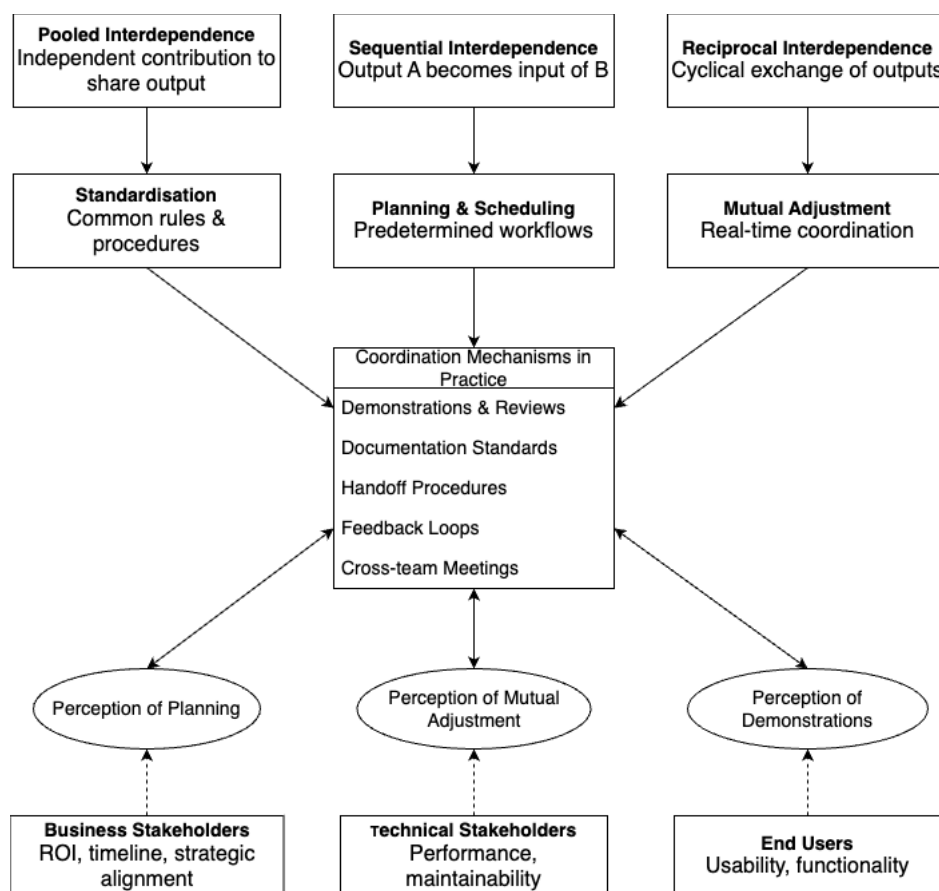 Pooled Interdependence
Independent contribution to
share output
Sequential Interdependence
Output A becomes input of B
Reciprocal Interdependence
Cyclical exchange of outputs
Standardisation
Common rules &
procedures
Planning & Scheduling
Predetermined workflows
Mutual Adjustment
Real-time coordination
Coordination Mechanisms in
Practice
Demonstrations & Reviews
Documentation Standards
Handoff Procedures
Feedback Loops
Cross-team Meetings
Perception of Planning
Perception of Mutual
Adjustment
Perception of
Demonstrations
Business Stakeholders
ROI, timeline, strategic
alignment
Technical Stakeholders
Performance,
maintainability
End Users
Usability, functionality